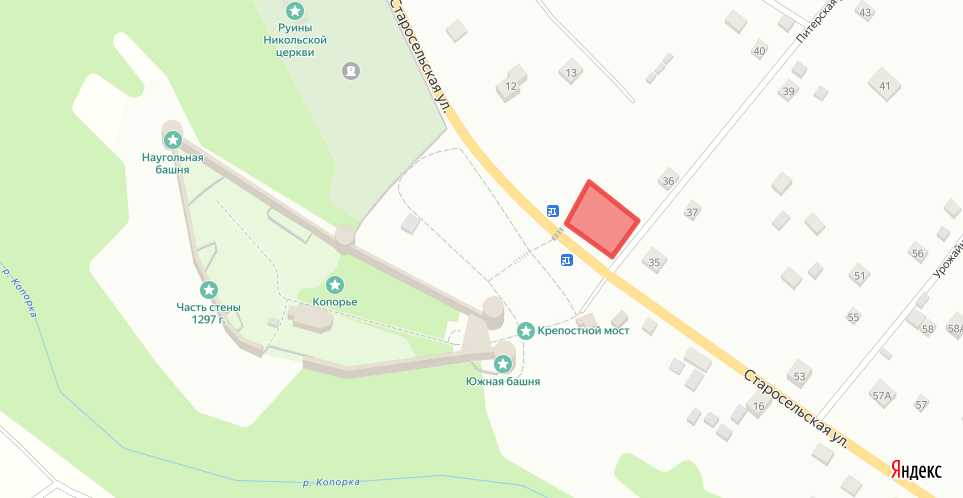 Руины
Никольской
церкви
Старосельская ул.
Питерская
43
40
39
41
12
13
Наугольная
башня
36
37
35
Часть стены
1297 г.
Копорье
Крепостной мост
Южная башня
р. Копорка
р. Копорка
51
55
56
Урожайн
58
58А
53
57А
57
16
Старосельская ул.
Яндекс